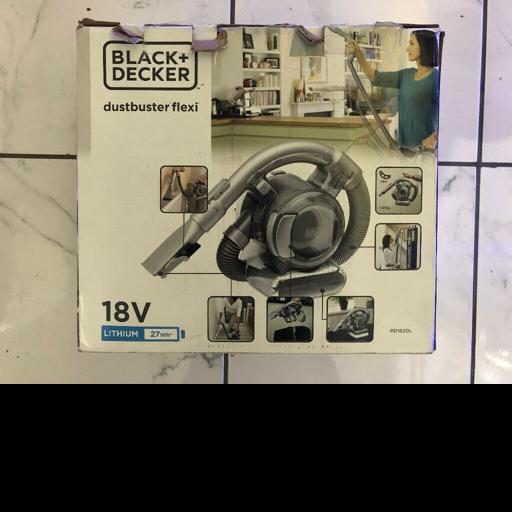 BLACK+
DECKER
dustbuster flexi
18V
LITHIUM 27Wh
PD1820L